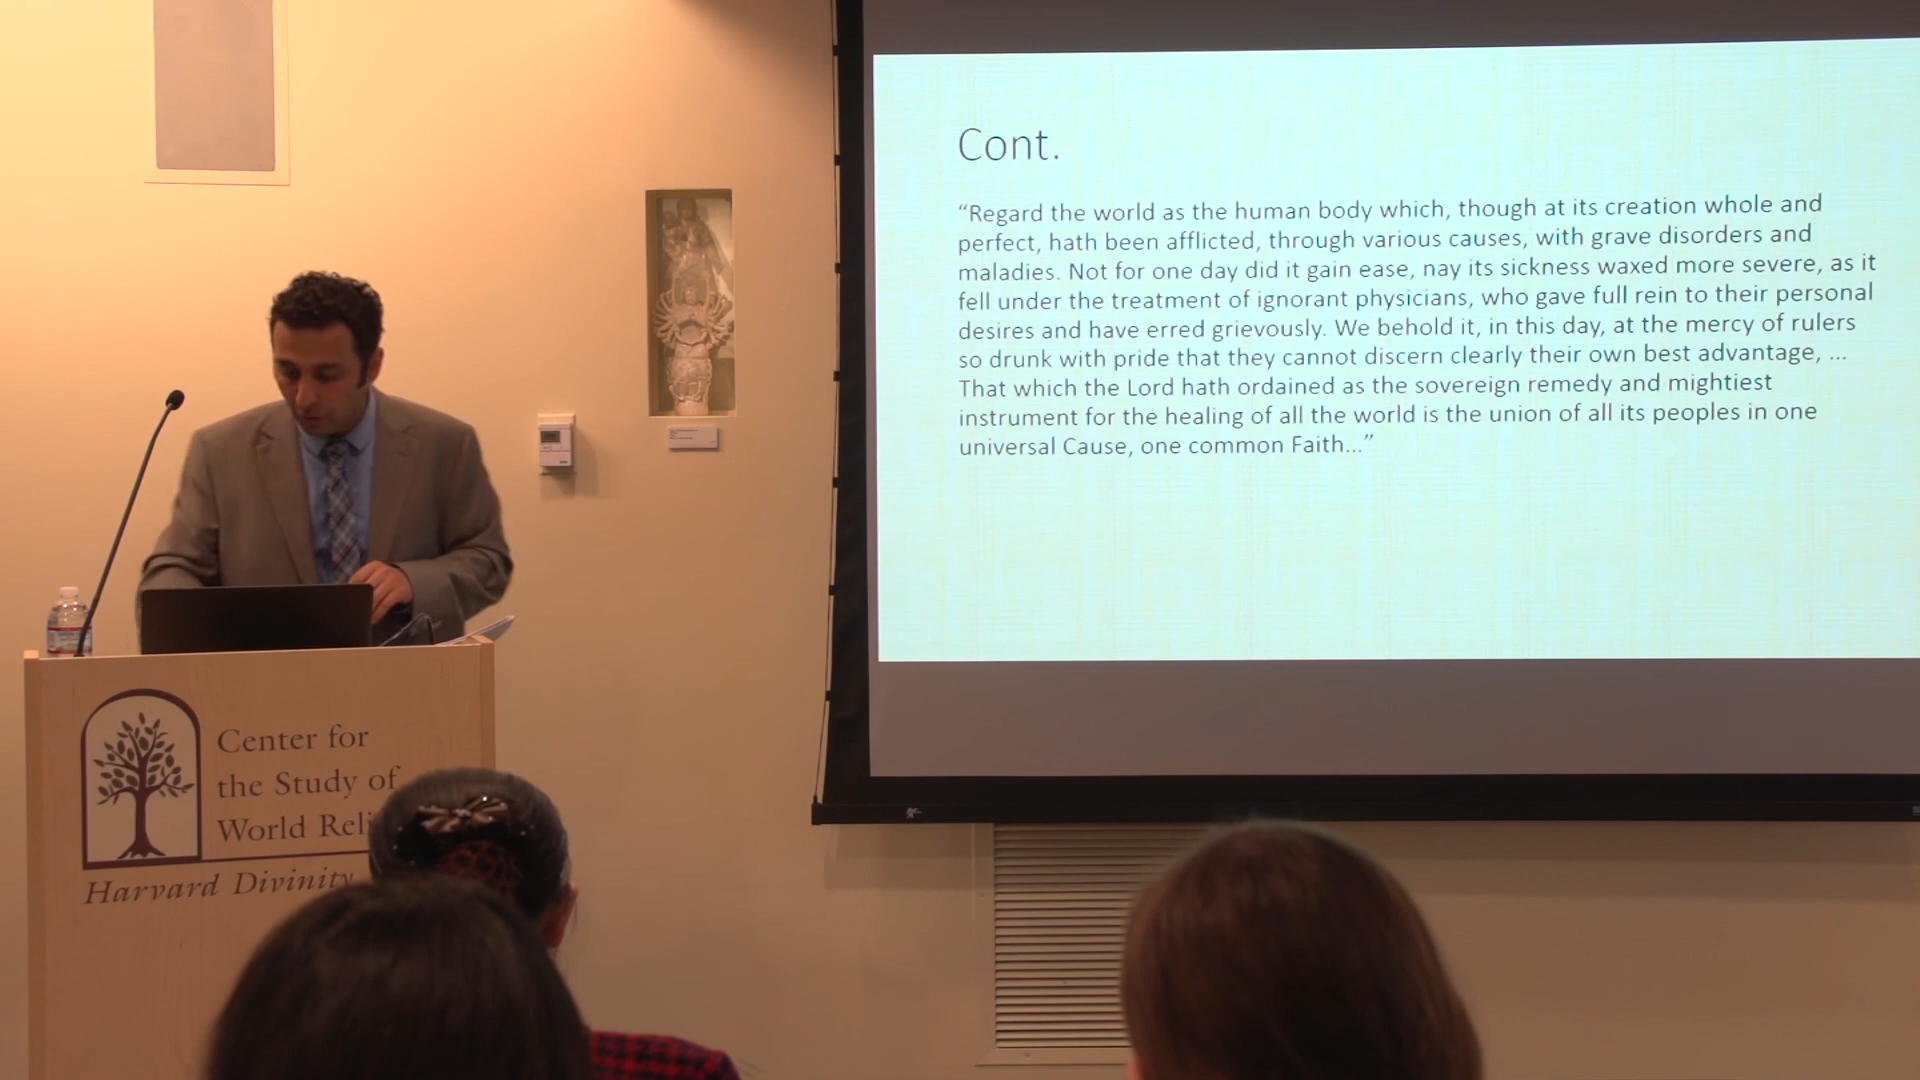 Cont.
“Regard the world as the human body which, though at its creation whole and
perfect, hath been afflicted, through various causes, with grave disorders and
maladies. Not for one day did it gain ease, nay its sickness waxed more severe, as it
fell under the treatment of ignorant physicians, who gave full rein to their personal
desires and have erred grievously. We behold it, in this day, at the mercy of rulers
so drunk with pride that they cannot discern clearly their own best advantage, ...
That which the Lord hath ordained as the sovereign remedy and mightiest
instrument for the healing of all the world is the union of all its peoples in one
universal Cause, one common Faith...”
Center for
the Study of
World Reli
Harvard Divinity